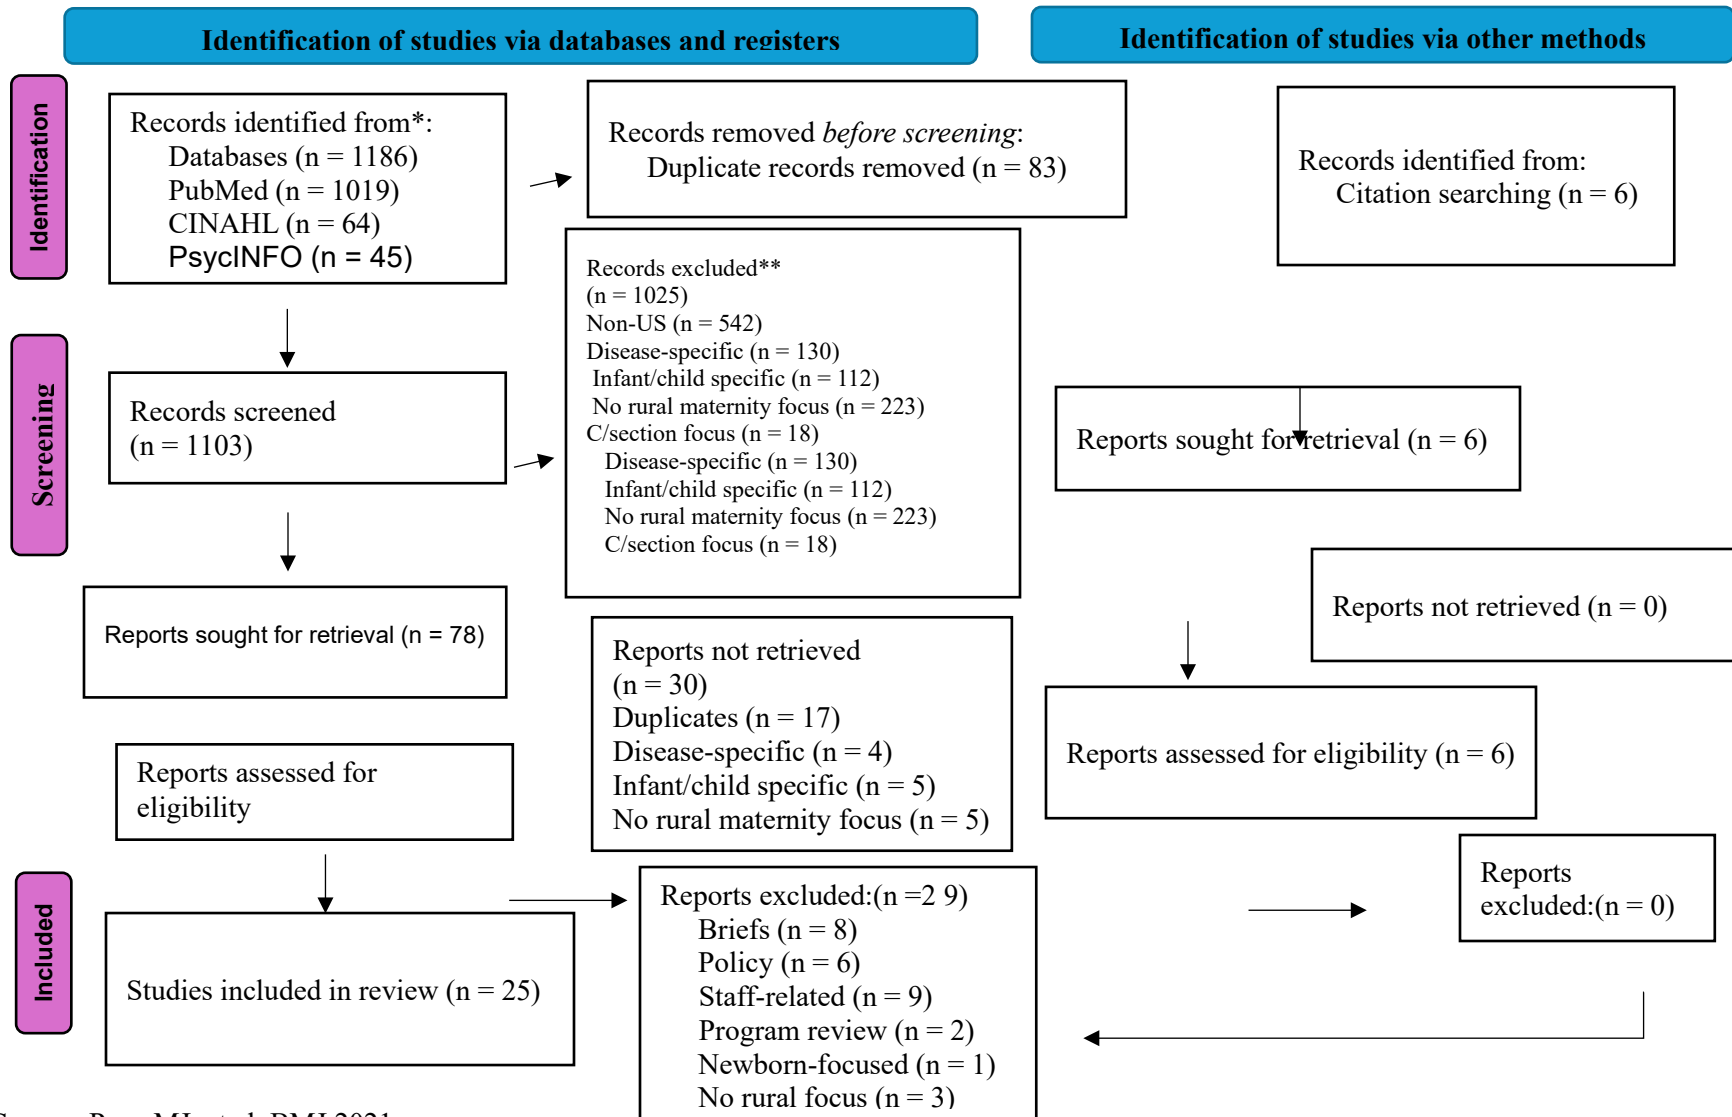 Identification of studies via databases and registers
Identification of studies via other methods
Identification
Records identified from*:
Databases (n = 1186)
PubMed (n = 1019)
CINAHL (n = 64)
PsycINFO (n = 45)
Records removed before screening:
Duplicate records removed (n = 83)
Records identified from:
Citation searching (n = 6)
Screening
Records screened
(n = 1103)
Records excluded**
(n = 1025)
Non-US (n = 542)
Disease-specific (n = 130)
Infant/child specific (n = 112)
No rural maternity focus (n = 223)
C/section focus (n = 18)
Disease-specific (n = 130)
Infant/child specific (n = 112)
No rural maternity focus (n = 223)
C/section focus (n = 18)
Reports sought for retrieval (n = 6)
Reports sought for retrieval (n = 78)
Reports not retrieved
(n = 30)
Duplicates (n = 17)
Disease-specific (n = 4)
Infant/child specific (n = 5)
No rural maternity focus (n = 5)
Reports not retrieved (n = 0)
Reports assessed for
eligibility
Reports assessed for eligibility (n = 6)
Included
Studies included in review (n = 25)
Reports excluded:(n =2 9)
Briefs (n = 8)
Policy (n = 6)
Staff-related (n = 9)
Program review (n = 2)
Newborn-focused (n = 1)
No rural focus (n = 3)
Reports
excluded:(n = 0)